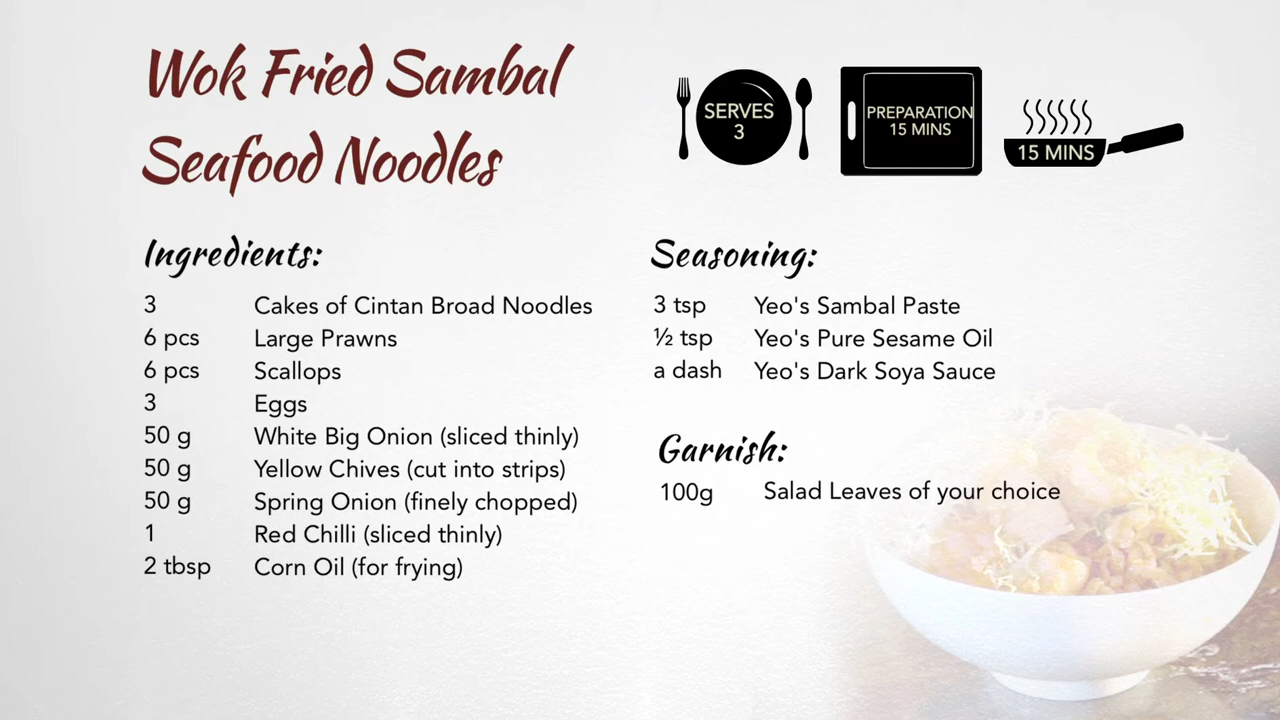 Wok Fried Sambal
Seafood Noodles
SERVES
3
PREPARATION
15 MINS
15 MINS
Ingredients:
3 Cakes of Cintan Broad Noodles
6 pcs Large Prawns
6 pcs Scallops
3 Eggs
50 g White Big Onion (sliced thinly)
50 g Yellow Chives (cut into strips)
50 g Spring Onion (finely chopped)
1 Red Chilli (sliced thinly)
2 tbsp Corn Oil (for frying)
Seasoning:
3 tsp Yeo's Sambal Paste
½ tsp Yeo's Pure Sesame Oil
a dash Yeo's Dark Soya Sauce
Garnish:
100g Salad Leaves of your choice